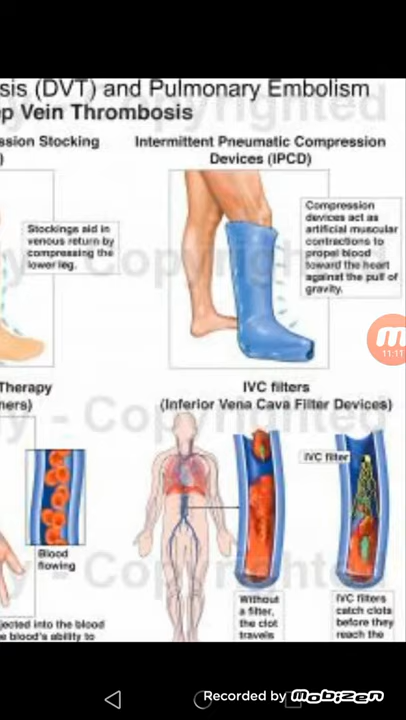 sis (DVT) and Pulmonary Embolism
ep Vein Thrombosis
ssion Stocking
)
Intermittent Pneumatic Compression
Devices (IPCD)
Stockings aid in
venous return by
compressing the
lower leg.
Compression
devices act as
artificial muscular
contractions to
propel blood
toward the heart
against the pull of
gravity.
11:11
Therapy
ners)
IVC filters
(Inferior Vena Cava Filter Devices)
IVC filter
Blood
flowing
jected into the blood
e blood's ability to
Without
a filter,
the clot
travels
IVC filters
catch clots
before they
reach the
y - Copyrighted
Recorded by mobizen